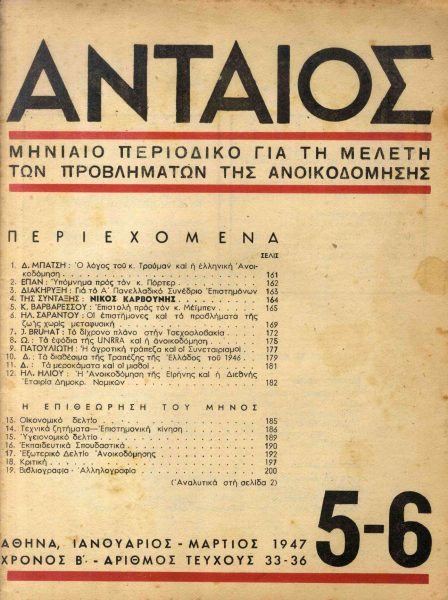 ΑΝΤΑΙΟΣ
ΜΗΝΙΑΙΟ ΠΕΡΙΟΔΙΚΟ ΓΙΑ ΤΗ ΜΕΛΕΤΗ
ΤΩΝ ΠΡΟΒΛΗΜΑΤΩΝ ΤΗΣ ΑΝΟΙΚΟΔΟΜΗΣΗΣ
ΠΕΡΙΕΧΟΜΕΝΑ
ΣΕΛΙΣ
1. Δ. ΜΠΑΤΣΗ : Ὁ λόγος τοῦ κ. Τρούμαν καί ἡ ἑλληνική Ἀνοι-
κοδόμηση 161
2. ΕΠΑΝ : Ὑπόμνημα πρός τόν κ. Πόρτερ 162
3. ΔΙΑΚΗΡΥΞΗ : Γιά τό Α΄ Πανελλαδικό Συνέδριο Ἐπιστημόνων 163
4. ΤΗΣ ΣΥΝΤΑΞΗΣ : ΝΙΚΟΣ ΚΑΡΒΟΥΝΗΣ 164
5. Κ. ΒΑΡΒΑΡΕΣΣΟΥ : Ἐπιστολή πρός τόν κ. Μέϊμπεν 165
6. ΗΛ. ΣΑΡΑΝΤΟΥ : Οἱ ἐπιστήμονες καί τά προβλήματα τῆς
ζωῆς χωρίς μεταφυσική 169
7. J. BRUHAT : Τό δίχρονο πλάνο στήν Τσεχοσλοβακία 172
8. Ω. : Τά ἐφόδια τῆς UNRRA καί ἡ ἀνοικοδόμηση 175
9. ΠΑΤΟΥΛΙΩΤΗ : Ἡ ἀγροτική τράπεζα καί οἱ Συνεταιρισμοί 177
10. Δ. : Τά διαθέσιμα τῆς Τραπέζης τῆς Ἑλλάδος τοῦ 1946 179
11. Δ. : Τά μεροκάματα καί οἱ μισθοί 181
12. ΗΛ. ΗΛΙΟΥ : Ἡ Ἀνοικοδόμηση τῆς Εἰρήνης καί ἡ Διεθνής
Ἑταιρία Δημοκρ. Νομικῶν 182
Η ΕΠΙΘΕΩΡΗΣΗ ΤΟΥ ΜΗΝΟΣ
13. Οἰκονομικό δελτίο 185
14. Τεχνικά ζητήματα—Ἐπιστημονική κίνηση 186
15. Ὑγειονομικό δελτίο 189
16. Ἐκπαιδευτικά Σπουδαστικά 190
17. Ἐξωτερικό Δελτίο Ἀνοικοδόμησης 192
18. Κριτική 197
19. Βιβλιογραφία - Ἀλληλογραφία 200
(Ἀναλυτικά στή σελίδα 2)
5-6
ΑΘΗΝΑ, ΙΑΝΟΥΑΡΙΟΣ - ΜΑΡΤΙΟΣ 1947
ΧΡΟΝΟΣ Β΄ - ΑΡΙΘΜΟΣ ΤΕΥΧΟΥΣ 33-36